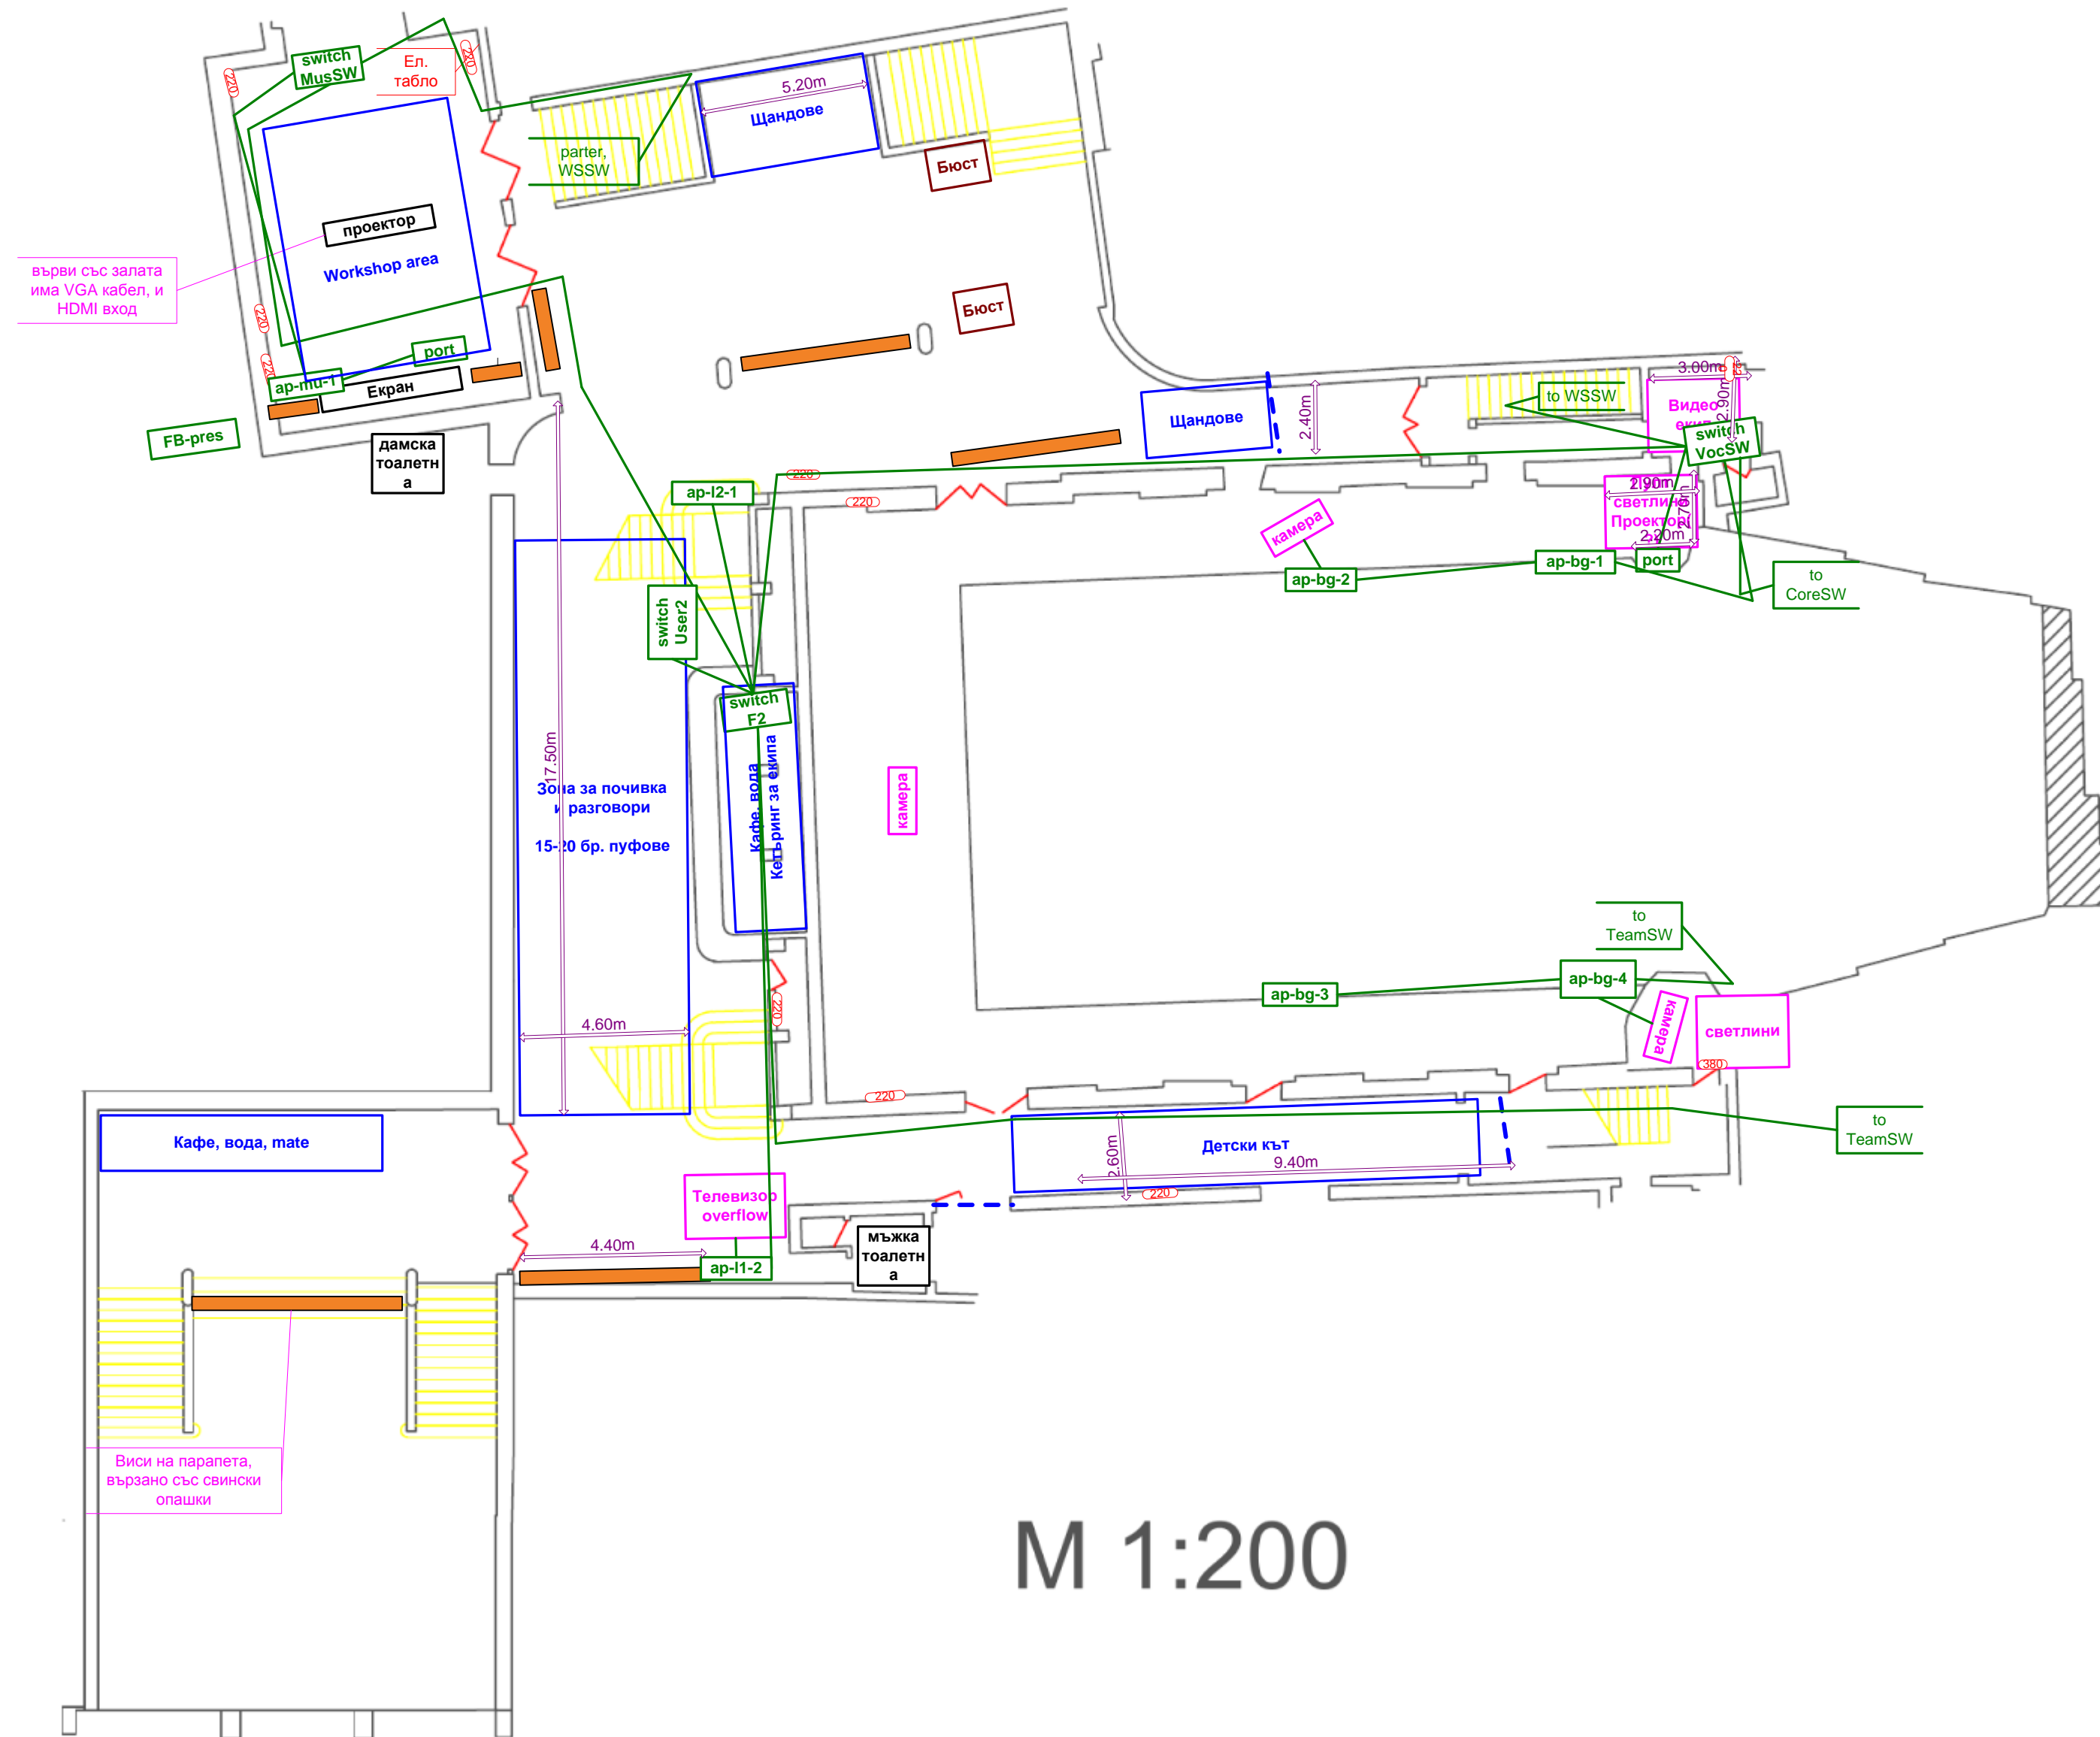 switch
MusSW
220
220
Ел.
табло
5.20m
Щандове
parter,
WSSW
Бюст
проектор
Workshop area
върви със залата
има VGA кабел, и
HDMI вход
Бюст
220
220
port
ap-mu-1
Екран
FB-pres
дамска
тоалетн
а
Щандове
2.40m
to WSSW
3.00m
2.90m
Видео
switch
VocSW
220
220
ap-l2-1
камера
2.90m
светлини
Проектор
2.20m
2.70m
port
ap-bg-1
ap-bg-2
to
CoreSW
switch
User2
switch
F2
17.50m
Зона за почивка
и разговори
15-20 бр. пуфове
Кафе, вода
Кетъринг за екипа
камера
to
TeamSW
ap-bg-4
ap-bg-3
камера
светлини
380
4.60m
220
220
Кафе, вода, mate
Детски кът
2.60m
9.40m
220
to
TeamSW
Телевизор
overflow
4.40m
ap-l1-2
мъжка
тоалетн
а
Виси на парапета,
вързано със свински
опашки
М 1:200